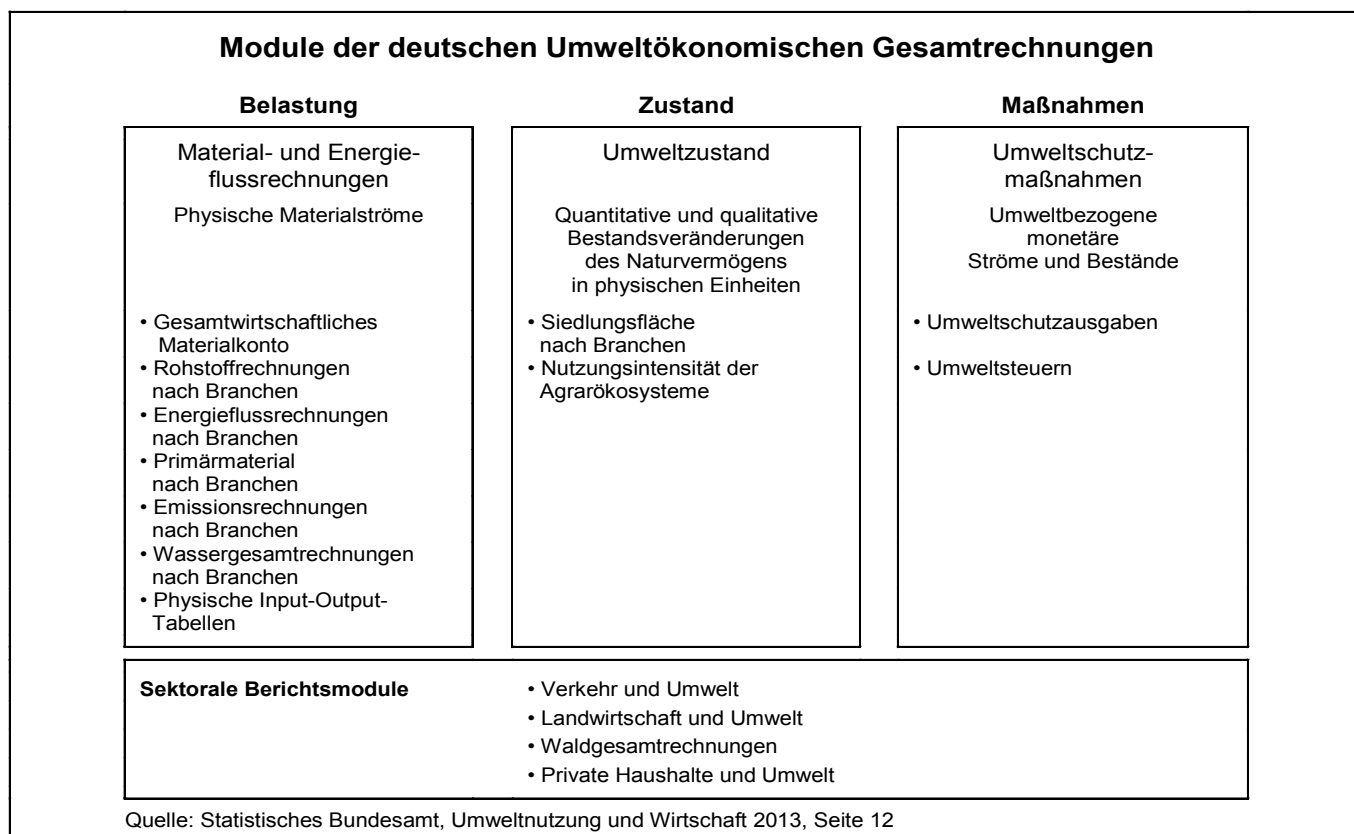 Module der deutschen Umweltökonomischen Gesamtrechnungen
Belastung
Material- und Energie-
flussrechnungen
Physische Materialströme
• Gesamtwirtschaftliches
Materialkonto
• Rohstoffrechnungen
nach Branchen
• Energieflussrechnungen
nach Branchen
• Primärmaterial
nach Branchen
• Emissionsrechnungen
nach Branchen
• Wassergesamtrechnungen
nach Branchen
• Physische Input-Output-
Tabellen
Zustand
Umweltzustand
Quantitative und qualitative
Bestandsveränderungen
des Naturvermögens
in physischen Einheiten
• Siedlungsfläche
nach Branchen
• Nutzungsintensität der
Agrarökosysteme
Maßnahmen
Umweltschutz-
maßnahmen
Umweltbezogene
monetäre
Ströme und Bestände
• Umweltschutzausgaben
• Umweltsteuern
Sektorale Berichtsmodule
• Verkehr und Umwelt
• Landwirtschaft und Umwelt
• Waldgesamtrechnungen
• Private Haushalte und Umwelt
Quelle: Statistisches Bundesamt, Umweltnutzung und Wirtschaft 2013, Seite 12